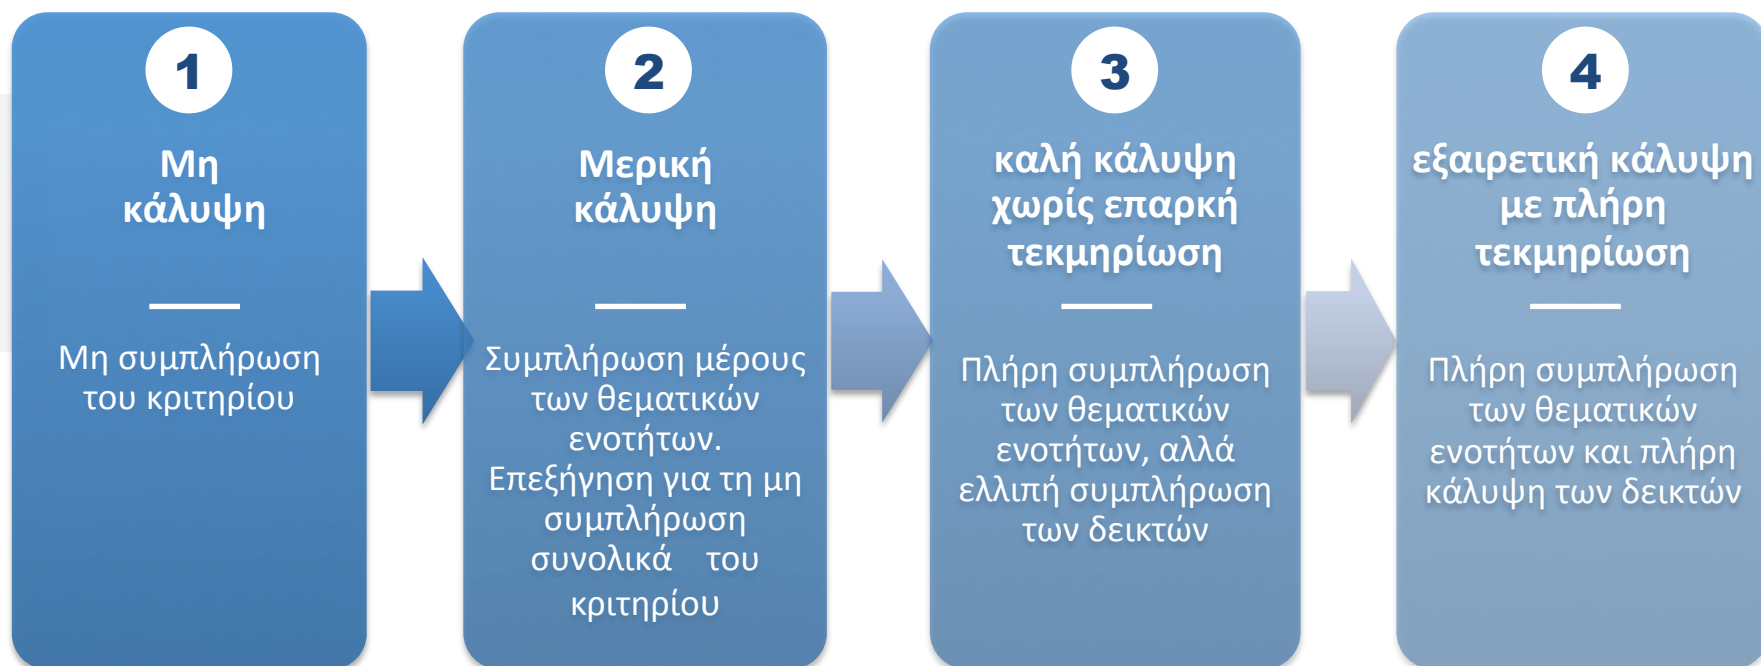 1
Μη
κάλυψη
Μη συμπλήρωση
του κριτηρίου
2
Μερική
κάλυψη
Συμπλήρωση μέρους
των θεματικών
ενοτήτων.
Επεξήγηση για τη μη
συμπλήρωση
συνολικά του
κριτηρίου
3
καλή κάλυψη
χωρίς επαρκή
τεκμηρίωση
Πλήρη συμπλήρωση
των θεματικών
ενοτήτων, αλλά
ελλιπή συμπλήρωση
των δεικτών
4
εξαιρετική κάλυψη
με πλήρη
τεκμηρίωση
Πλήρη συμπλήρωση
των θεματικών
ενοτήτων και πλήρη
κάλυψη των δεικτών